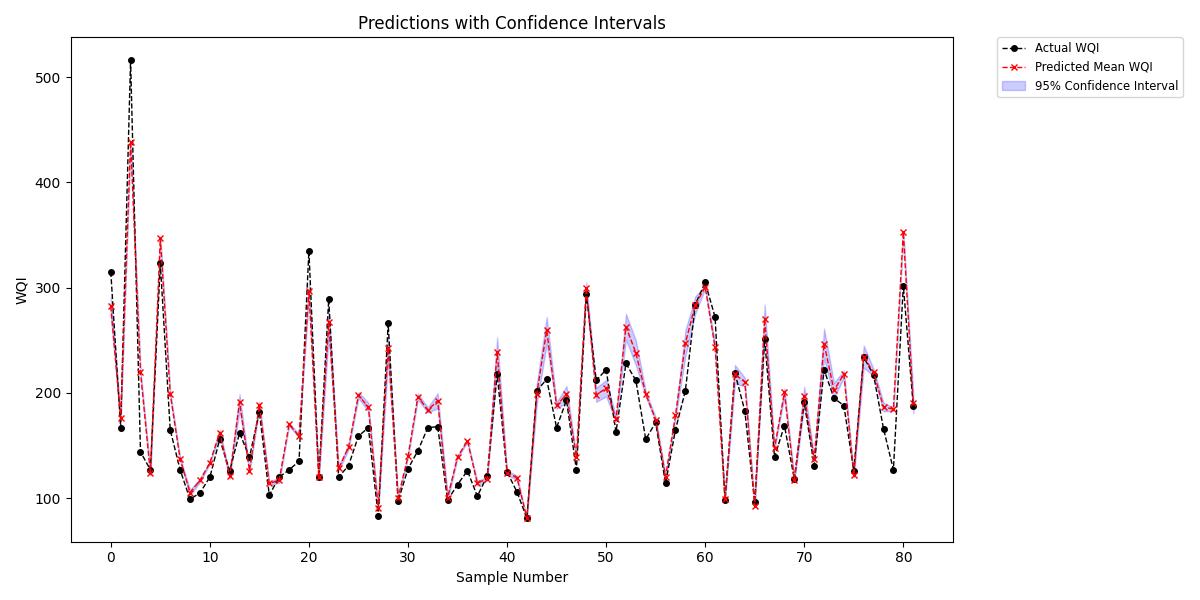 Predictions with Confidence Intervals
Actual WQI
Predicted Mean WQI
95% Confidence Interval
WQI
500
400
300
200
100
0
10
20
30
40
50
60
70
80
Sample Number